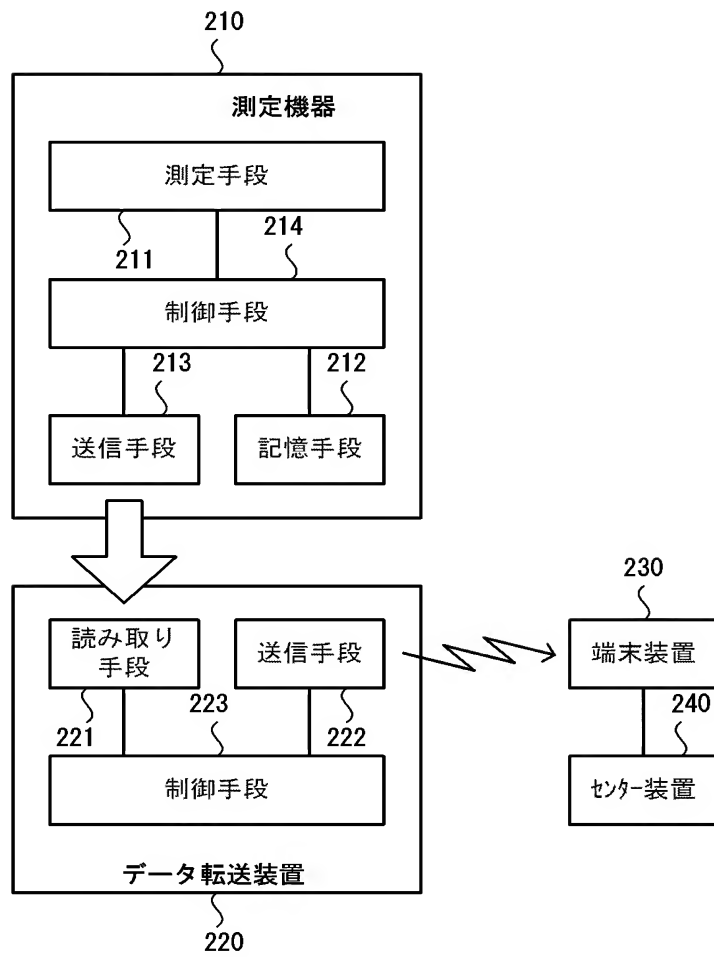 210
測定機器
測定手段
211
214
制御手段
213
212
送信手段
記憶手段
読み取り
手段
送信手段
221
223
222
制御手段
データ転送装置
220
230
端末装置
240
センター装置